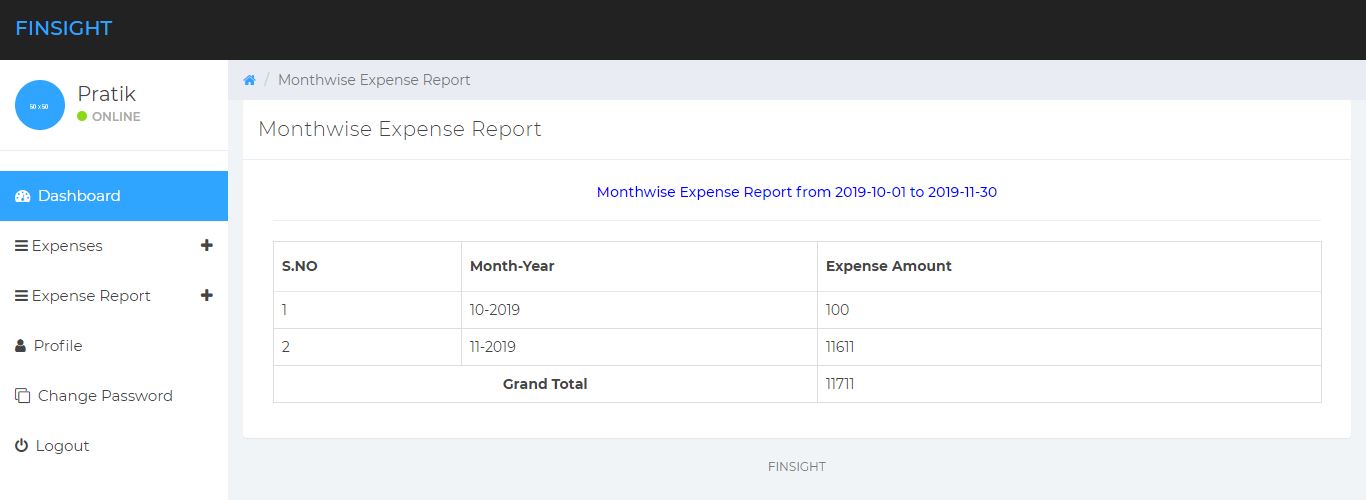 FINSIGHT
50 x 50
Pratik
ONLINE
Dashboard
Expenses
Expense Report
Profile
Change Password
Logout
/ Monthwise Expense Report
Monthwise Expense Report
Monthwise Expense Report from 2019-10-01 to 2019-11-30
S.NO Month-Year Expense Amount
1 10-2019 100
2 11-2019 11611
Grand Total 11711
FINSIGHT